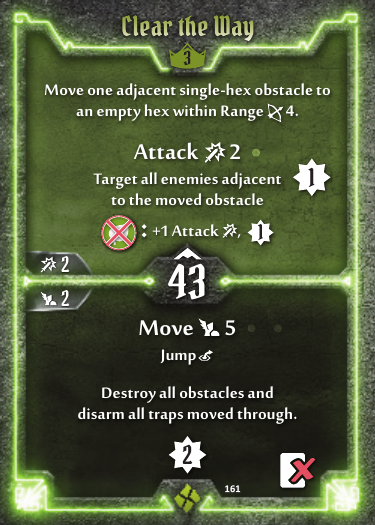 Clear the Way
3
Move one adjacent single-hex obstacle to
an empty hex within Range 4.
Attack 2
Target all enemies adjacent
to the moved obstacle
1
: +1 Attack , 1
2
43
2
Move 5
Jump
Destroy all obstacles and
disarm all traps moved through.
2
161